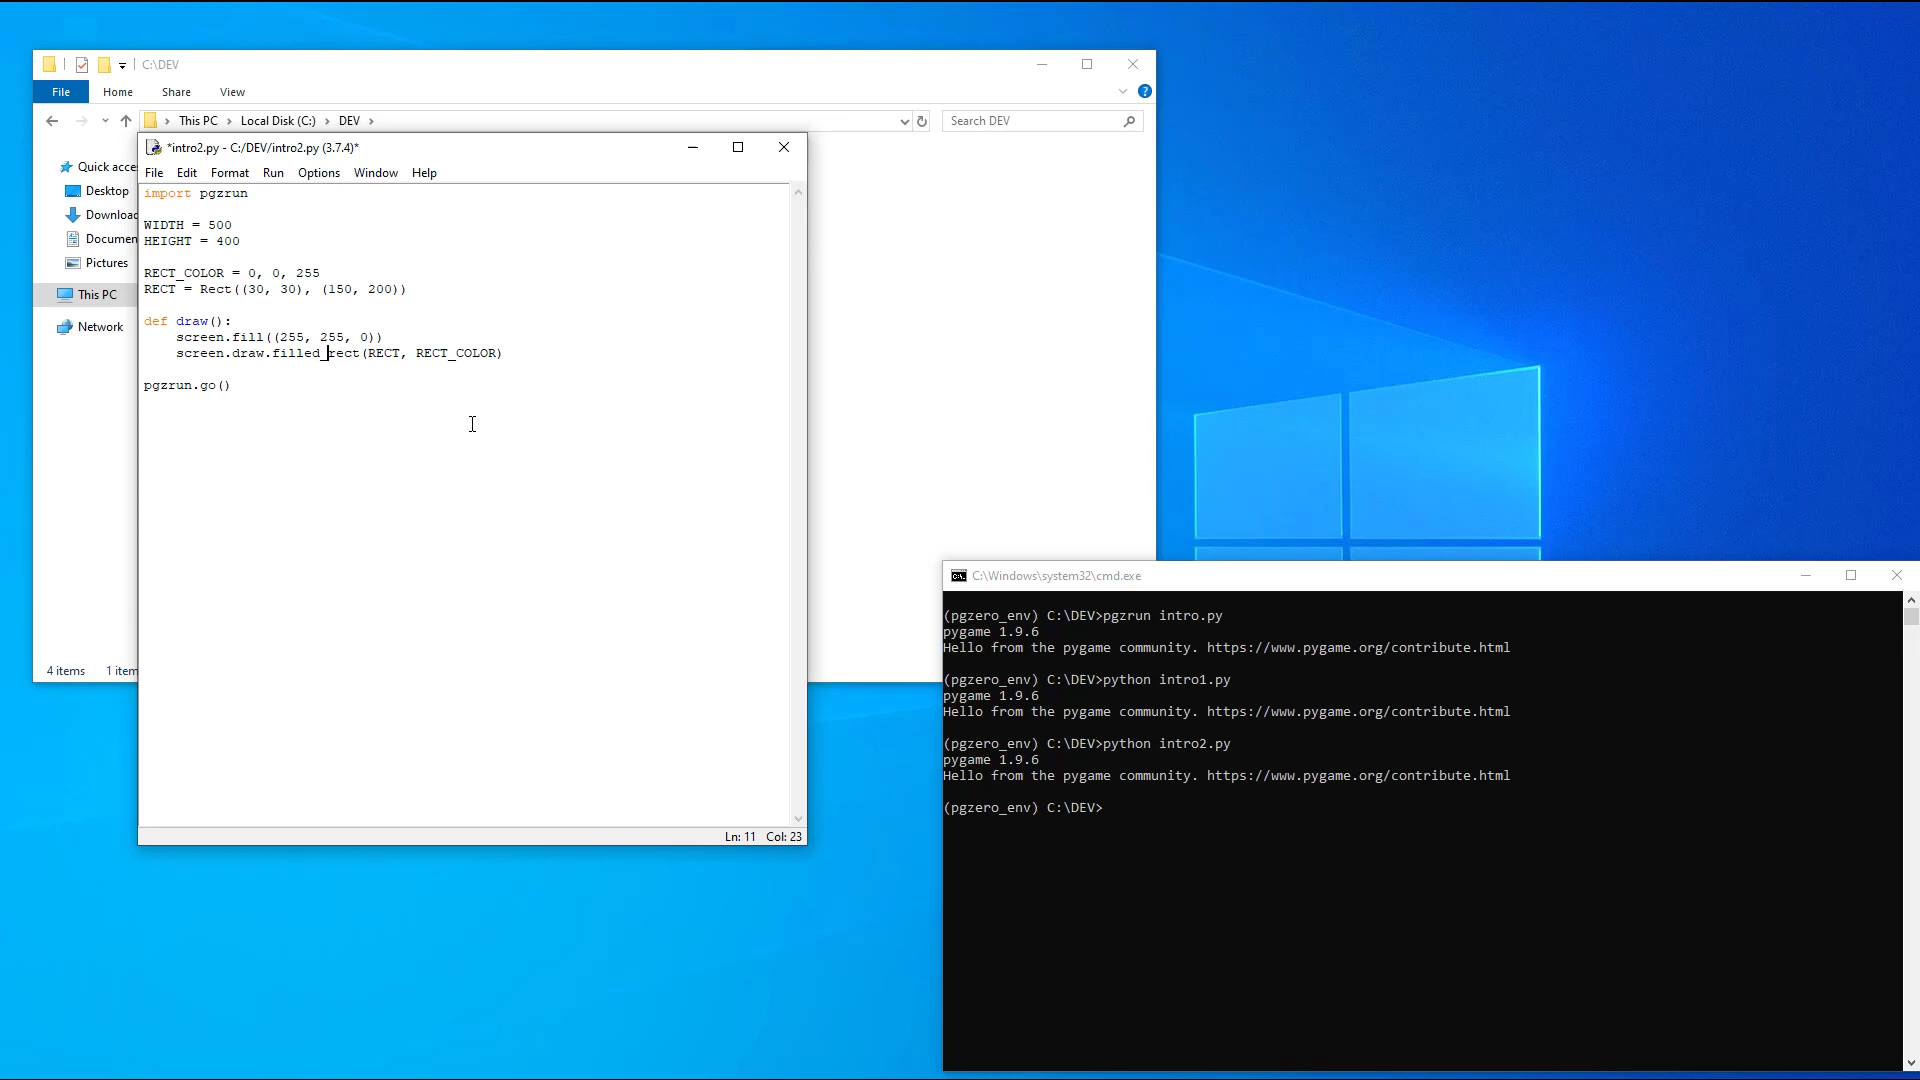 C:\DEV
File Home Share View
This PC > Local Disk (C:) > DEV >
Search DEV
Quick acce
Desktop
Downloac
Documen
Pictures
This PC
Network
4 items 1 item
*intro2.py - C:/DEV/intro2.py (3.7.4)*
File Edit Format Run Options Window Help
import pgzrun
WIDTH = 500
HEIGHT = 400
RECT_COLOR = 0, 0, 255
RECT = Rect((30, 30), (150, 200))
def draw():
    screen.fill((255, 255, 0))
    screen.draw.filled_rect(RECT, RECT_COLOR)
pgzrun.go()
Ln: 11 Col: 23
C:\Windows\system32\cmd.exe
(pgzero_env) C:\DEV>pgzrun intro.py
pygame 1.9.6
Hello from the pygame community. https://www.pygame.org/contribute.html
(pgzero_env) C:\DEV>python intro1.py
pygame 1.9.6
Hello from the pygame community. https://www.pygame.org/contribute.html
(pgzero_env) C:\DEV>python intro2.py
pygame 1.9.6
Hello from the pygame community. https://www.pygame.org/contribute.html
(pgzero_env) C:\DEV>